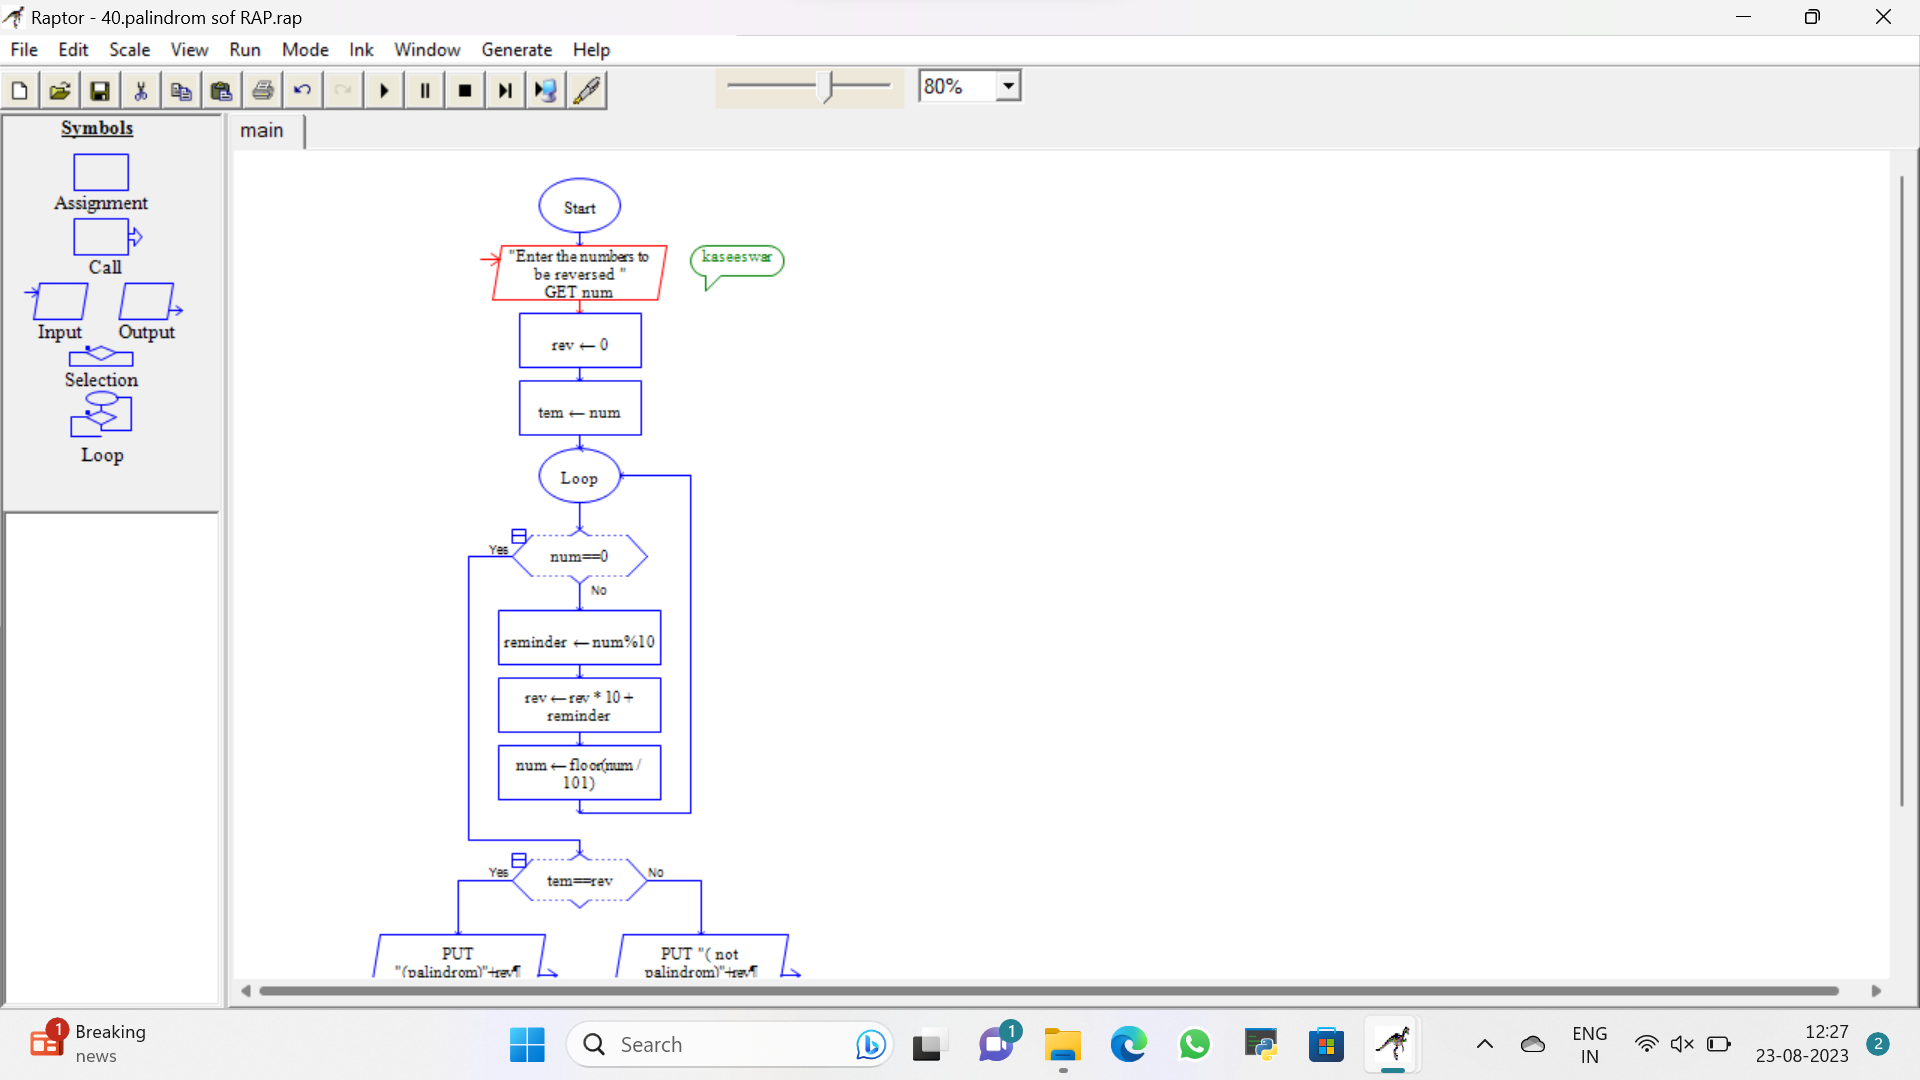 Raptor - 40.palindrom sof RAP.rap
File Edit Scale View Run Mode Ink Window Generate Help
80%
Symbols
Assignment
Call
Input Output
Selection
Loop
main
Start
"Enter the numbers to
be reversed "
GET num
kaseeswar
rev ← 0
tem ← num
Loop
Yes
num==0
No
reminder ← num%10
rev ← rev * 10 +
reminder
num ← floor(num /
101)
Yes
tem==rev
No
PUT
"(palindrom)"+rev¶
PUT "( not
palindrom)"+rev¶
1
Breaking
news
Search
1
ENG
IN
12:27
23-08-2023
2